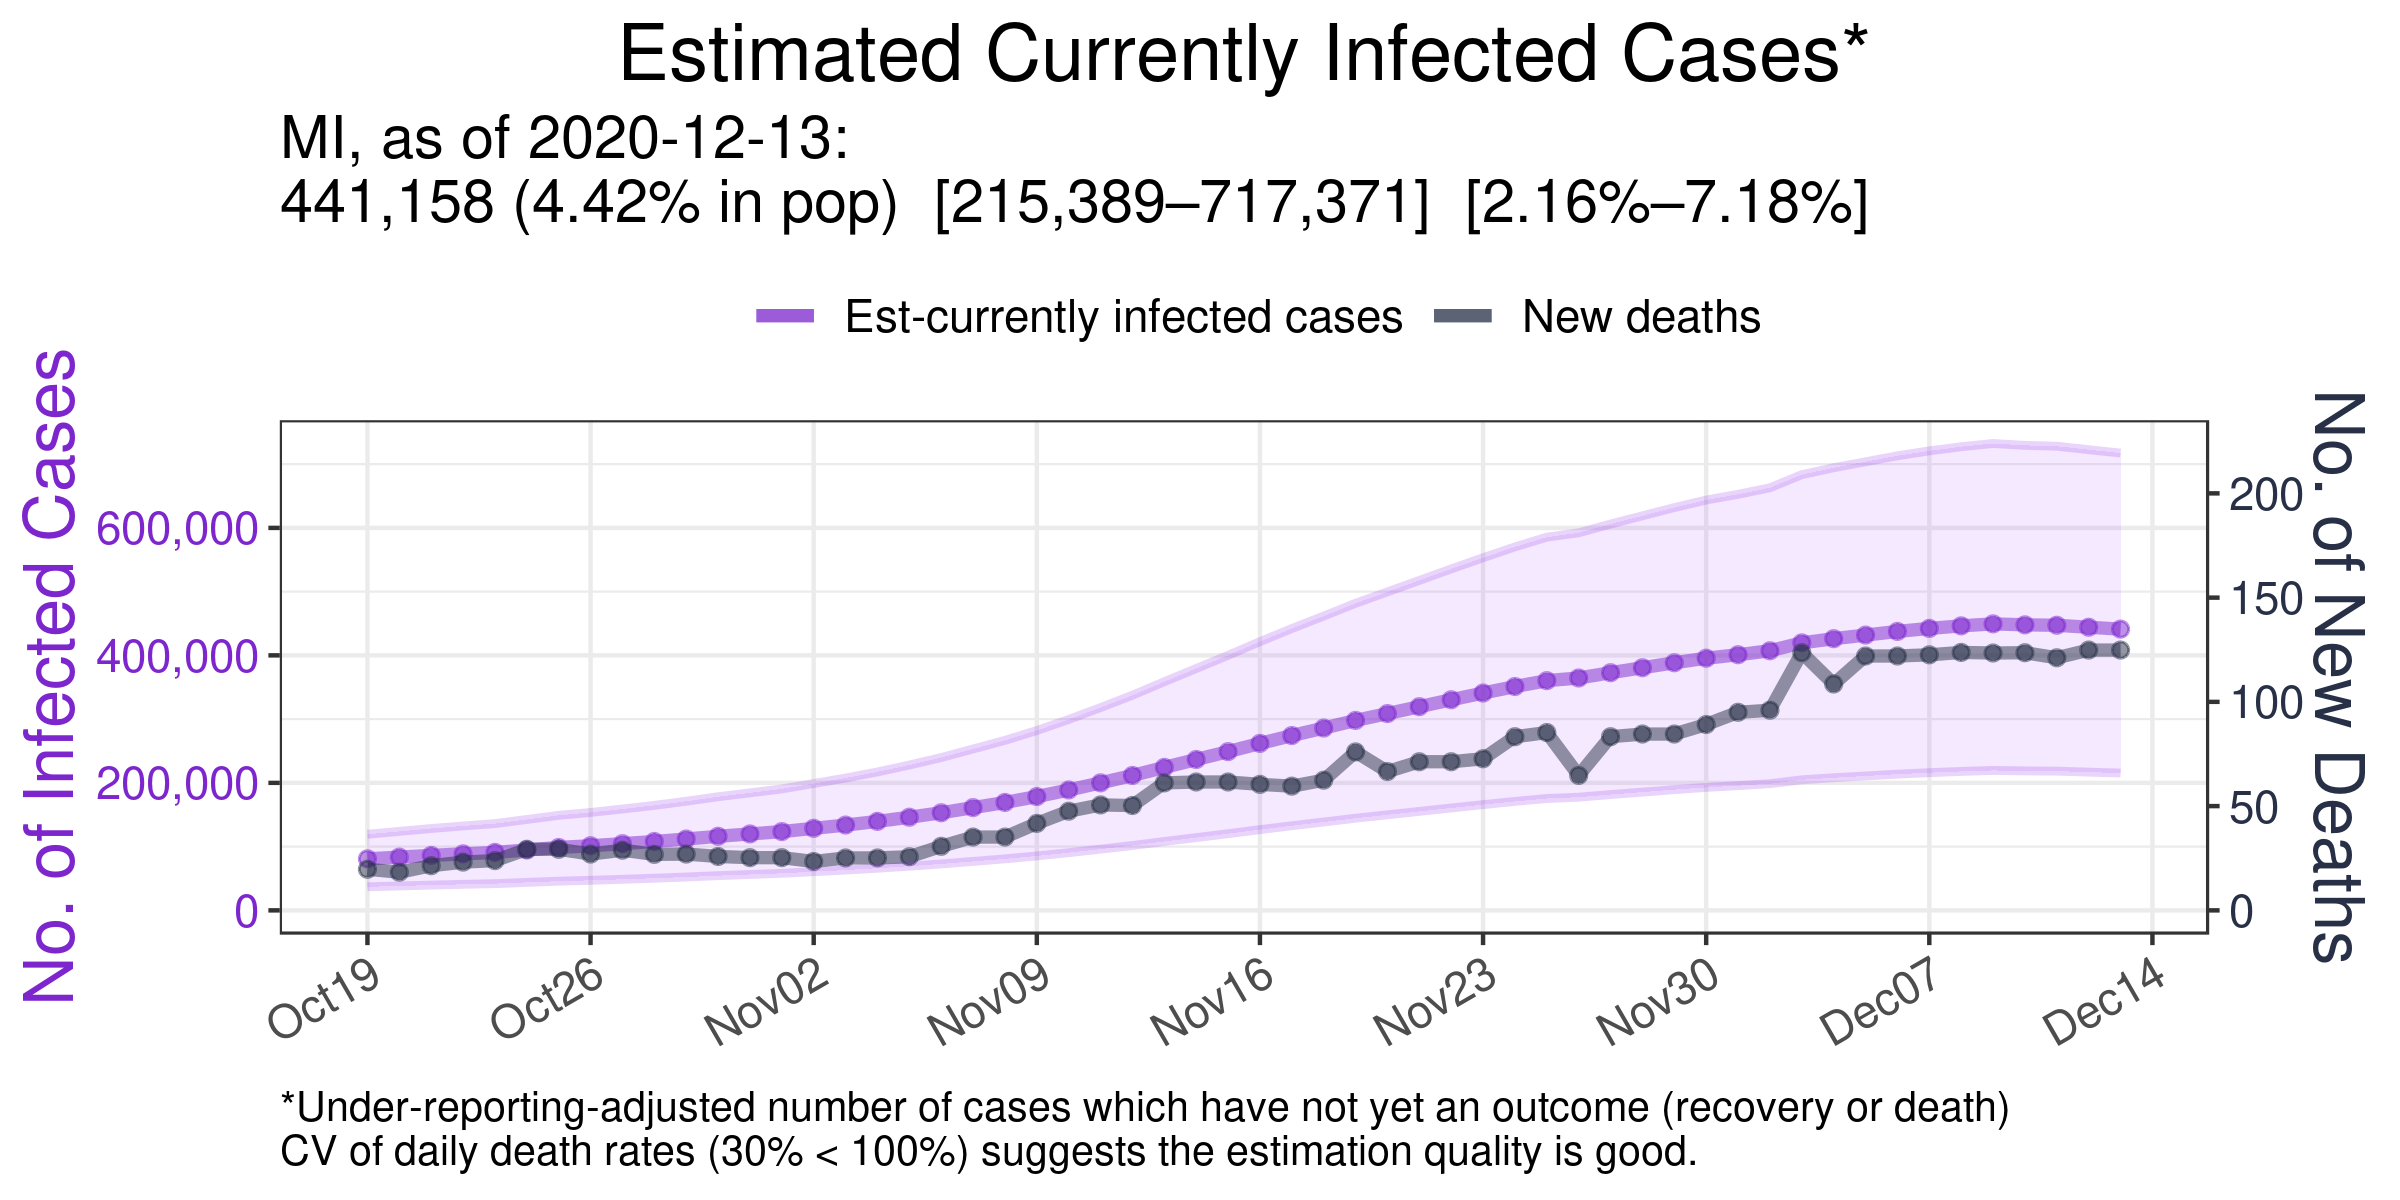 Estimated Currently Infected Cases*
MI, as of 2020-12-13:
441,158 (4.42% in pop)  [215,389–717,371]  [2.16%–7.18%]
Est-currently infected cases
New deaths
No. of Infected Cases
600,000
400,000
200,000
0
No. of New Deaths
200
150
100
50
0
Oct19
Oct26
Nov02
Nov09
Nov16
Nov23
Nov30
Dec07
Dec14
*Under-reporting-adjusted number of cases which have not yet an outcome (recovery or death)
CV of daily death rates (30% < 100%) suggests the estimation quality is good.